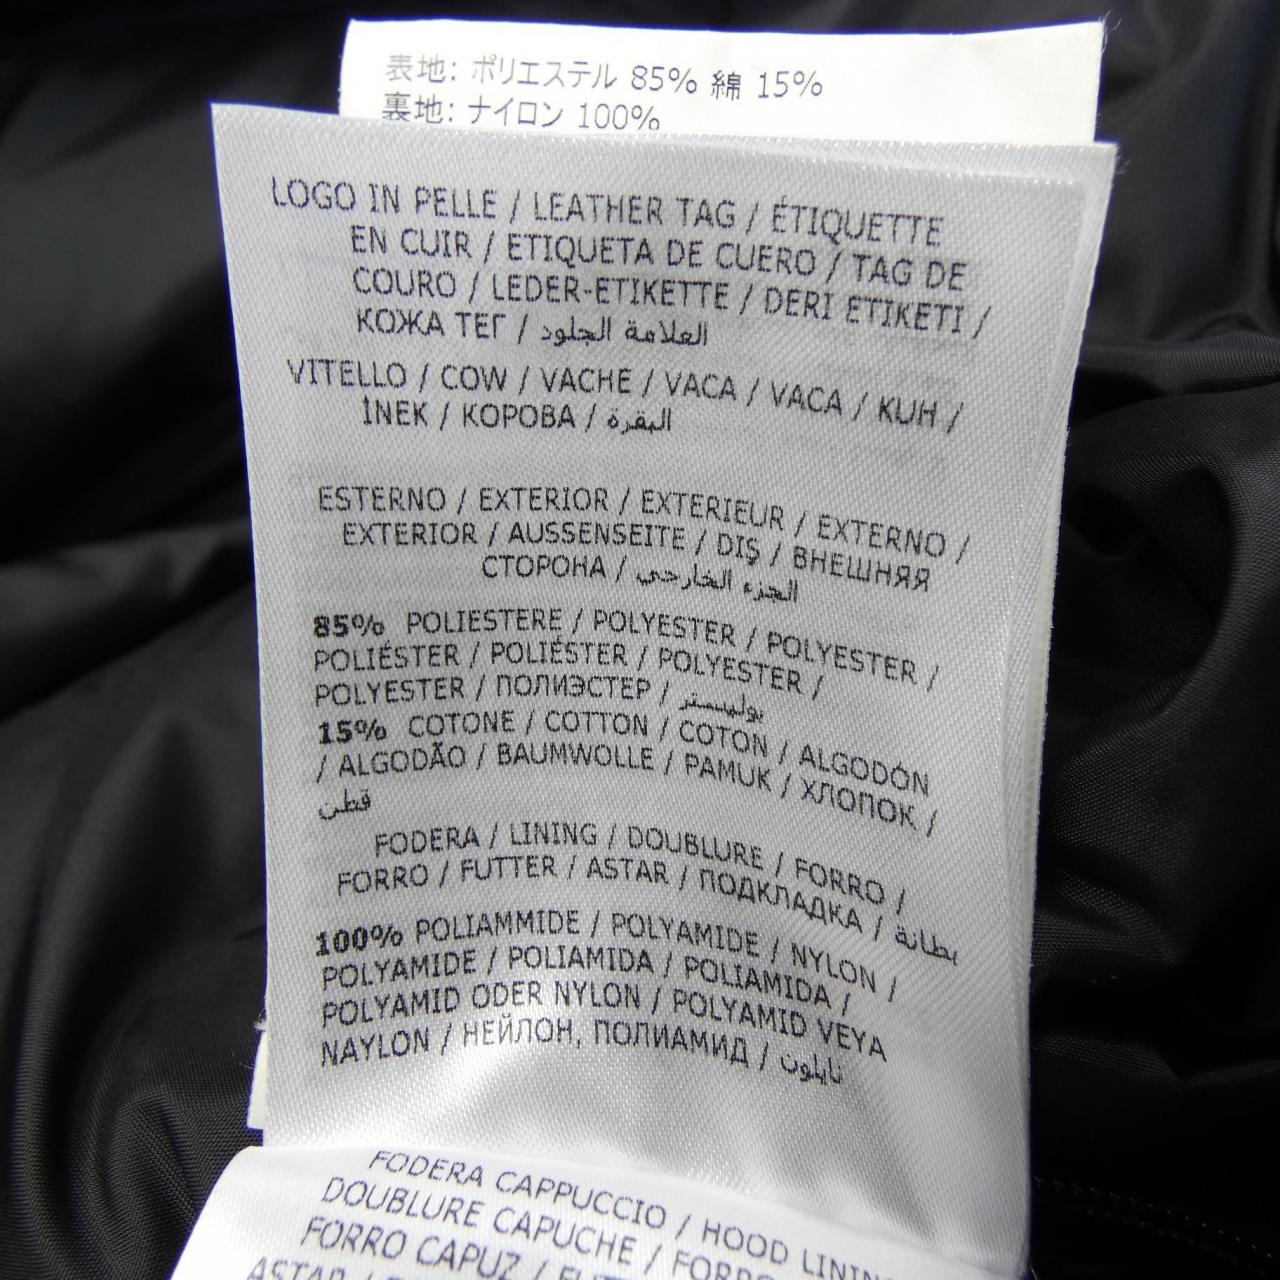 表地: ポリエステル 85% 綿 15%
裏地: ナイロン 100%
LOGO IN PELLE / LEATHER TAG / ÉTIQUETTE
EN CUIR / ETIQUETA DE CUERO / TAG DE
COURO / LEDER-ETIKETTE / DERI ETIKETI /
КОЖА ТЕГ / العلامة الجلود
VITELLO / COW / VACHE / VACA / VACA / KUH /
İNEK / КОРОВА / البقرة
ESTERNO / EXTERIOR / EXTERIEUR / EXTERNO /
EXTERIOR / AUSSENSEITE / DIŞ / ВНЕШНЯЯ
СТОРОНА / الجزء الخارجي
85% POLIESTERE / POLYESTER / POLYESTER /
POLIÉSTER / POLIÉSTER / POLYESTER /
POLYESTER / ПОЛИЭСТЕР / بوليستر
15% COTONE / COTTON / COTON / ALGODÓN
/ ALGODÃO / BAUMWOLLE / PAMUK / ХЛОПОК /
قطن
FODERA / LINING / DOUBLURE / FORRO /
FORRO / FUTTER / ASTAR / ПОДКЛАДКА / بطانة
100% POLIAMMIDE / POLYAMIDE / NYLON /
POLYAMIDE / POLIAMIDA / POLIAMIDA /
POLYAMID ODER NYLON / POLYAMID VEYA
NAYLON / НЕЙЛОН, ПОЛИАМИД / نايلون
FODERA CAPPUCCIO / HOOD LININ
DOUBLURE CAPUCHE / FORRO
FORRO CAPUZ / FUT
ASTAR /